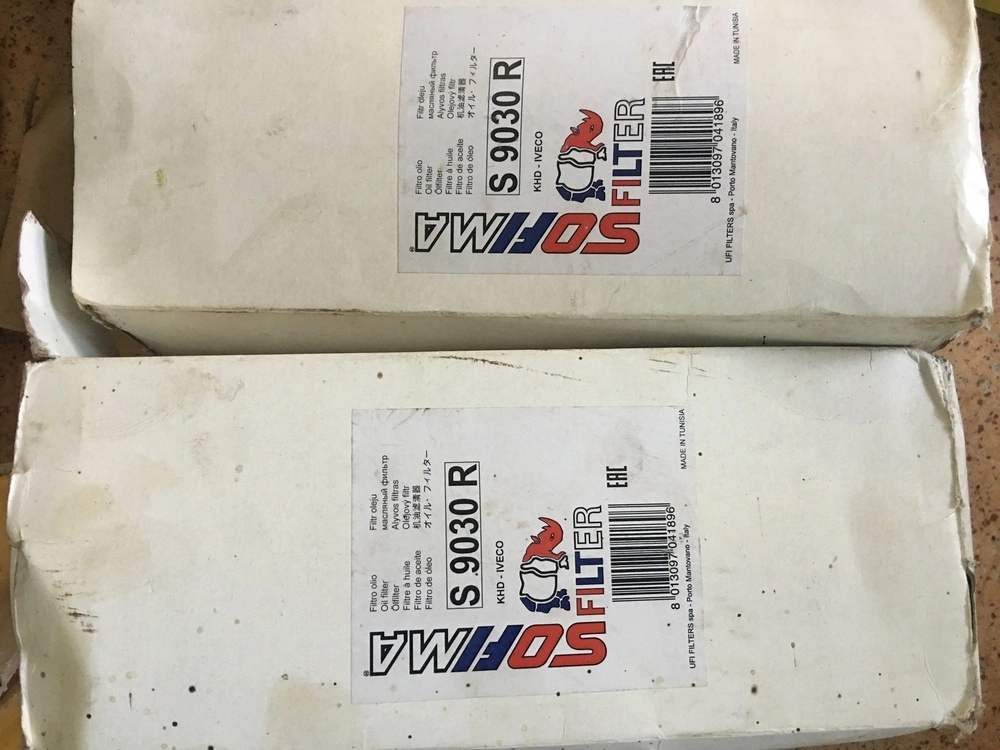 SOFIMA®
SOFILTER
Filtro olio
Oil filter
Ölfilter
Filtre à huile
Filtro de aceite
Filtro de óleo
Filtr oleju
масляный фильтр
Alyvos filtras
Olejový filtr
机油滤清器
オイル・フィルター
S 9030 R
KHD - IVECO
EAC
8 013097 041896
UFI FILTERS spa - Porto Mantovano - Italy
MADE IN TUNISIA
SOFIMA®
SOFILTER
Filtro olio
Oil filter
Ölfilter
Filtre à huile
Filtro de aceite
Filtro de óleo
Filtr oleju
масляный фильтр
Alyvos filtras
Olejový filtr
机油滤清器
オイル・フィルター
S 9030 R
KHD - IVECO
EAC
8 013097 041896
UFI FILTERS spa - Porto Mantovano - Italy
MADE IN TUNISIA